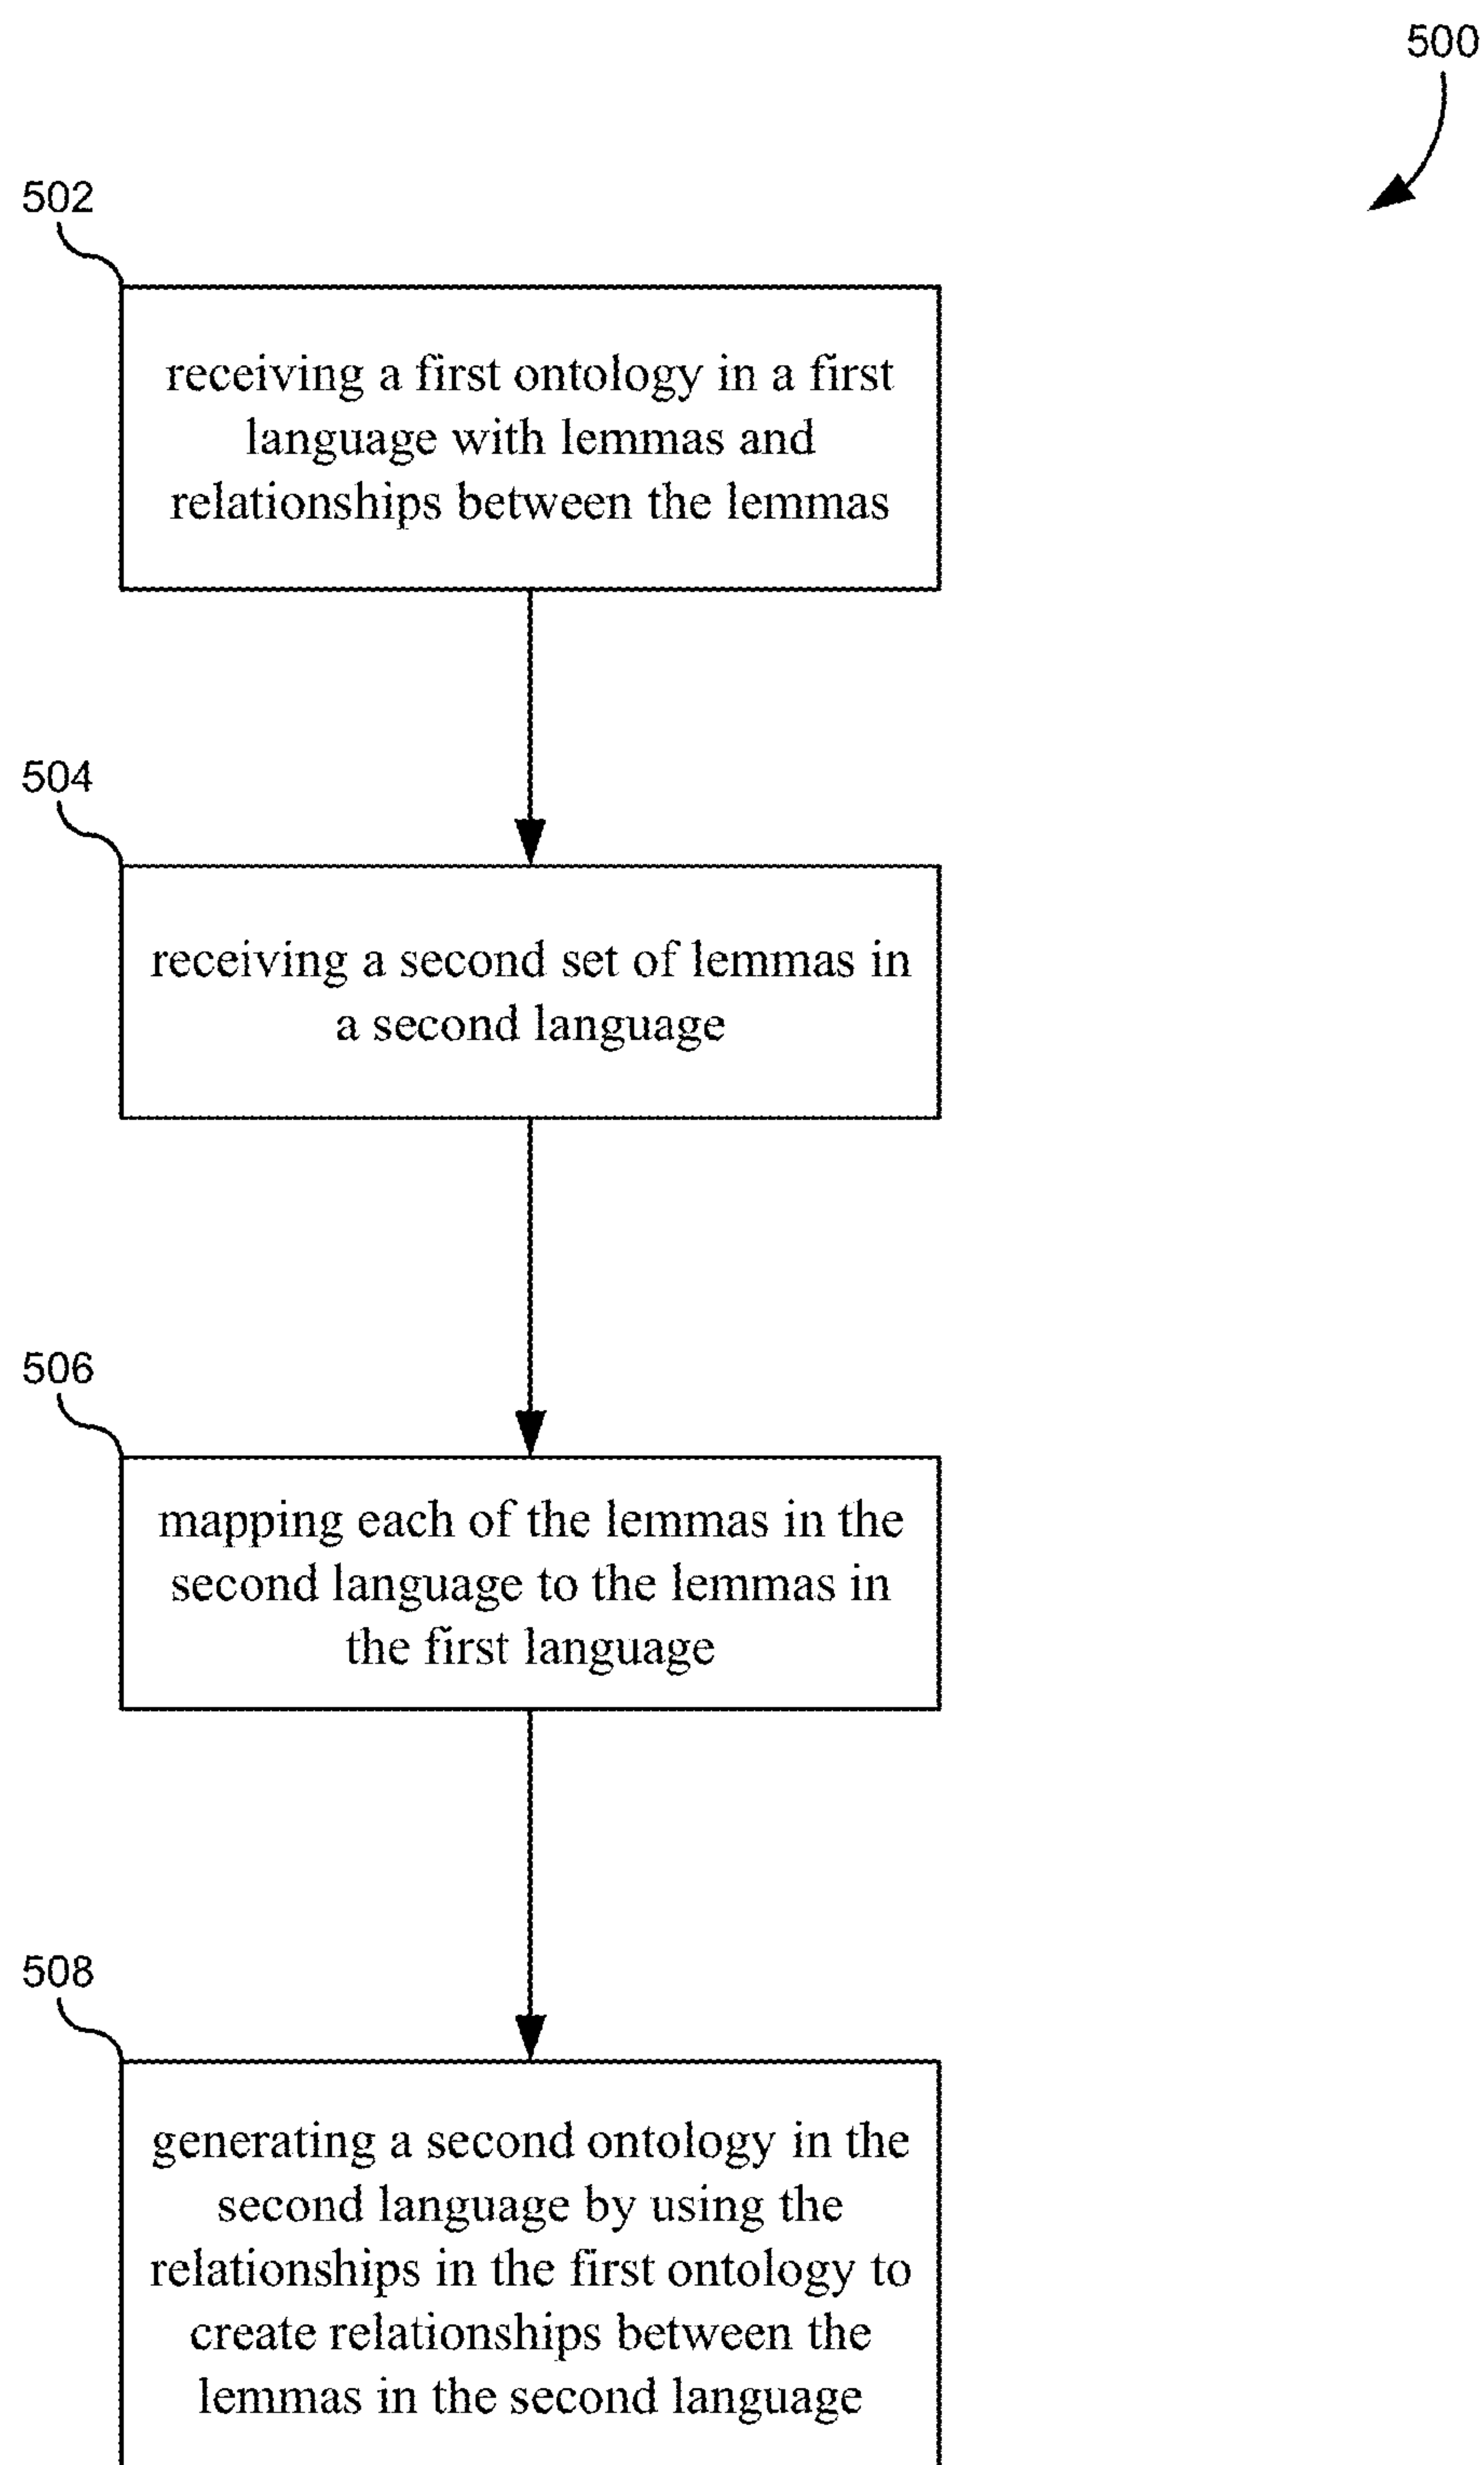 500
502
receiving a first ontology in a first
language with lemmas and
relationships between the lemmas
504
receiving a second set of lemmas in
a second language
506
mapping each of the lemmas in the
second language to the lemmas in
the first language
508
generating a second ontology in the
second language by using the
relationships in the first ontology to
create relationships between the
lemmas in the second language